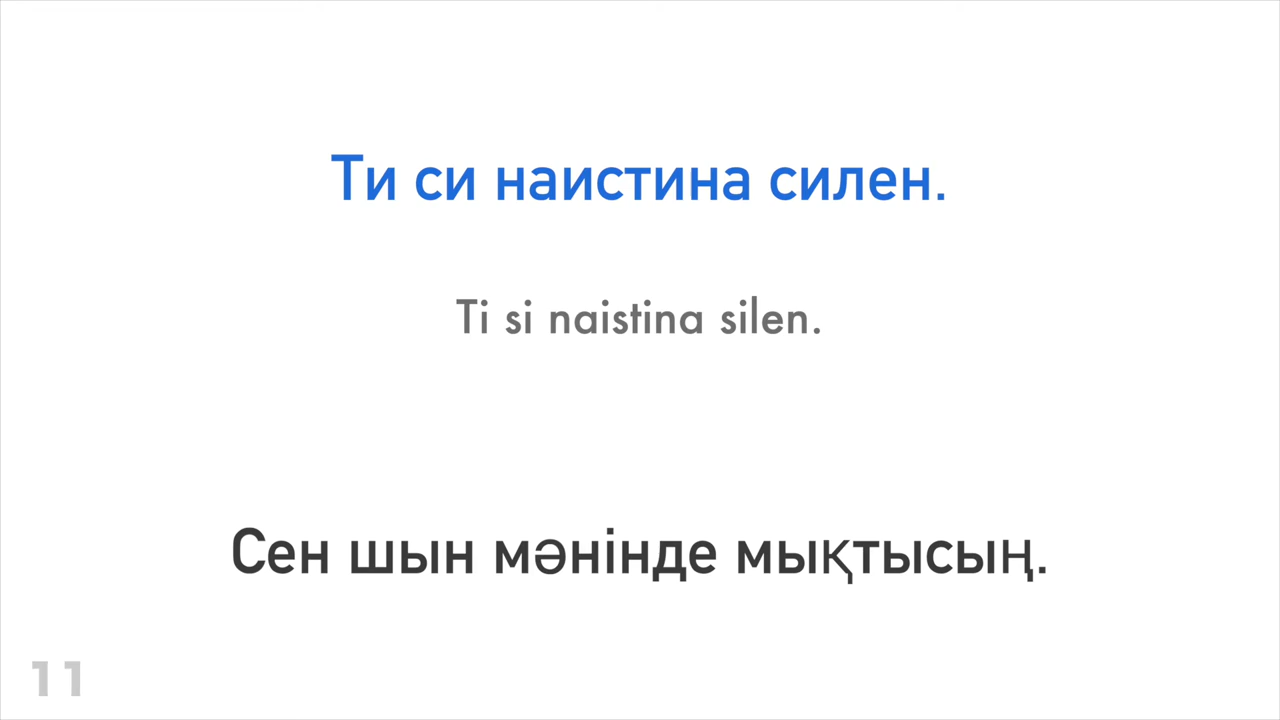 Ти си наистина силен.
Ti si naistina silen.
Сен шын мәнінде мықтысың.
11